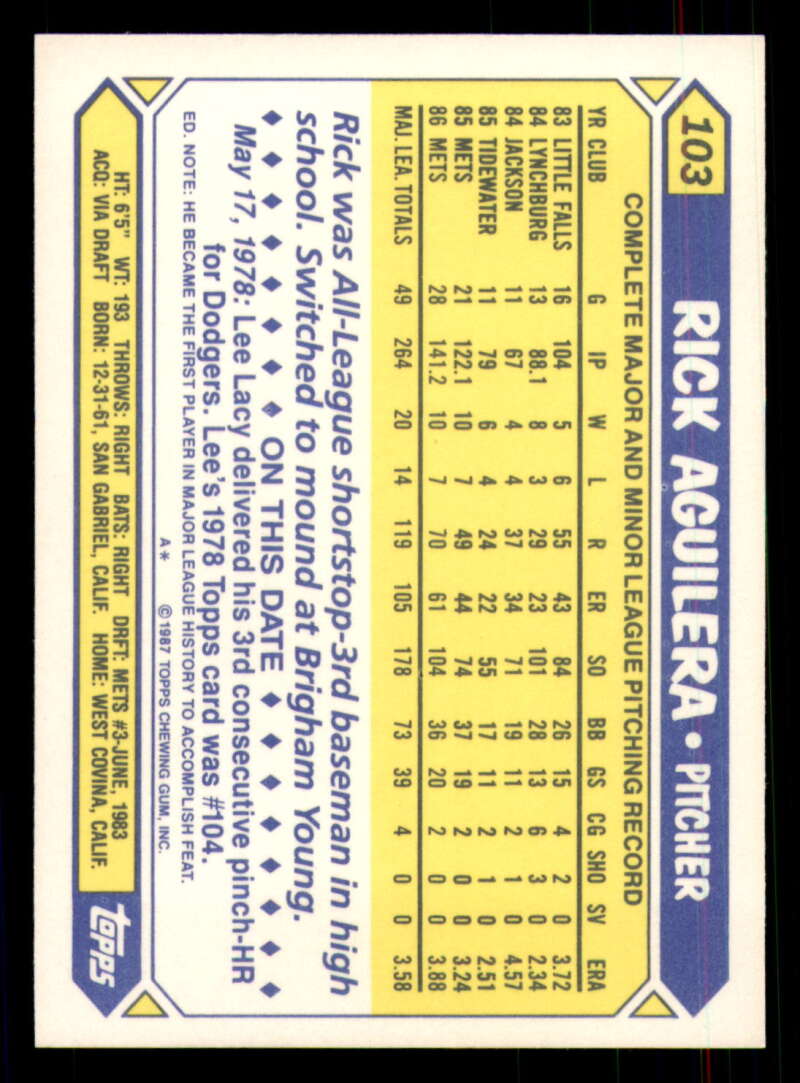 103 RICK AGUILERA • PITCHER
COMPLETE MAJOR AND MINOR LEAGUE PITCHING RECORD
YR CLUB G IP W L R ER SO BB GS CG SHO SV ERA
83 LITTLE FALLS 16 104 5 6 55 43 84 26 15 4 2 0 3.72
84 LYNCHBURG 13 88.1 8 3 29 23 101 28 13 6 3 0 2.34
84 JACKSON 11 67 4 4 37 34 71 19 11 2 1 0 4.57
85 TIDEWATER 11 79 6 4 24 22 55 17 11 2 1 0 2.51
85 METS 21 122.1 10 7 49 44 74 37 19 2 0 0 3.24
86 METS 28 141.2 10 7 70 61 104 36 20 2 0 0 3.88
MAJ. LEA. TOTALS 49 264 20 14 119 105 178 73 39 4 0 0 3.58
Rick was All-League shortstop-3rd baseman in high
school. Switched to mound at Brigham Young.
♦ ♦ ♦ ♦ ♦ ♦ ♦ ♦ ON THIS DATE ♦ ♦ ♦ ♦ ♦ ♦ ♦ ♦
May 17, 1978: Lee Lacy delivered his 3rd consecutive pinch-HR
for Dodgers. Lee's 1978 Topps card was #104.
ED. NOTE: HE BECAME THE FIRST PLAYER IN MAJOR LEAGUE HISTORY TO ACCOMPLISH FEAT.
A* ©1987 TOPPS CHEWING GUM, INC.
HT: 6'5" WT: 193 THROWS: RIGHT BATS: RIGHT DRFT: METS #3-JUNE, 1983
ACQ: VIA DRAFT BORN: 12-31-61, SAN GABRIEL, CALIF. HOME: WEST COVINA, CALIF.
topps